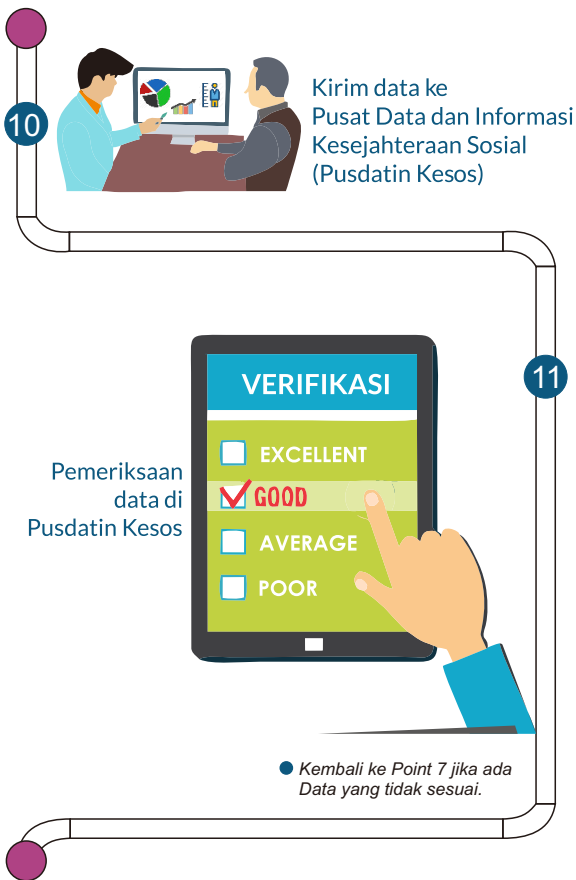 10
Kirim data ke
Pusat Data dan Informasi
Kesejahteraan Sosial
(Pusdatin Kesos)
11
VERIFIKASI
EXCELLENT
GOOD
AVERAGE
POOR
Pemeriksaan
data di
Pusdatin Kesos
Kembali ke Point 7 jika ada
Data yang tidak sesuai.